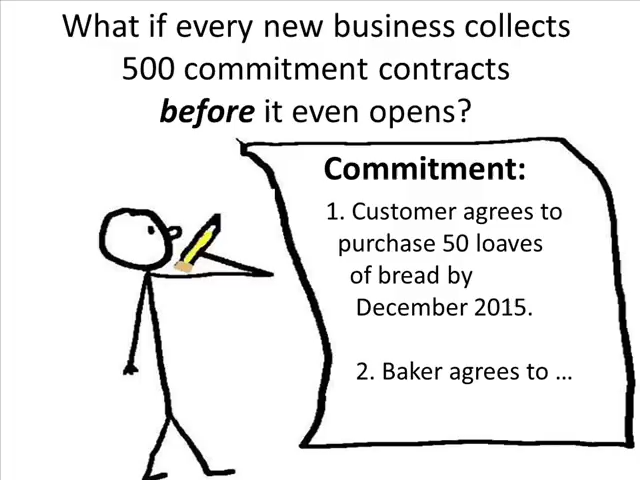 What if every new business collects
500 commitment contracts
before it even opens?
Commitment:
1. Customer agrees to
purchase 50 loaves
of bread by
December 2015.
2. Baker agrees to ...